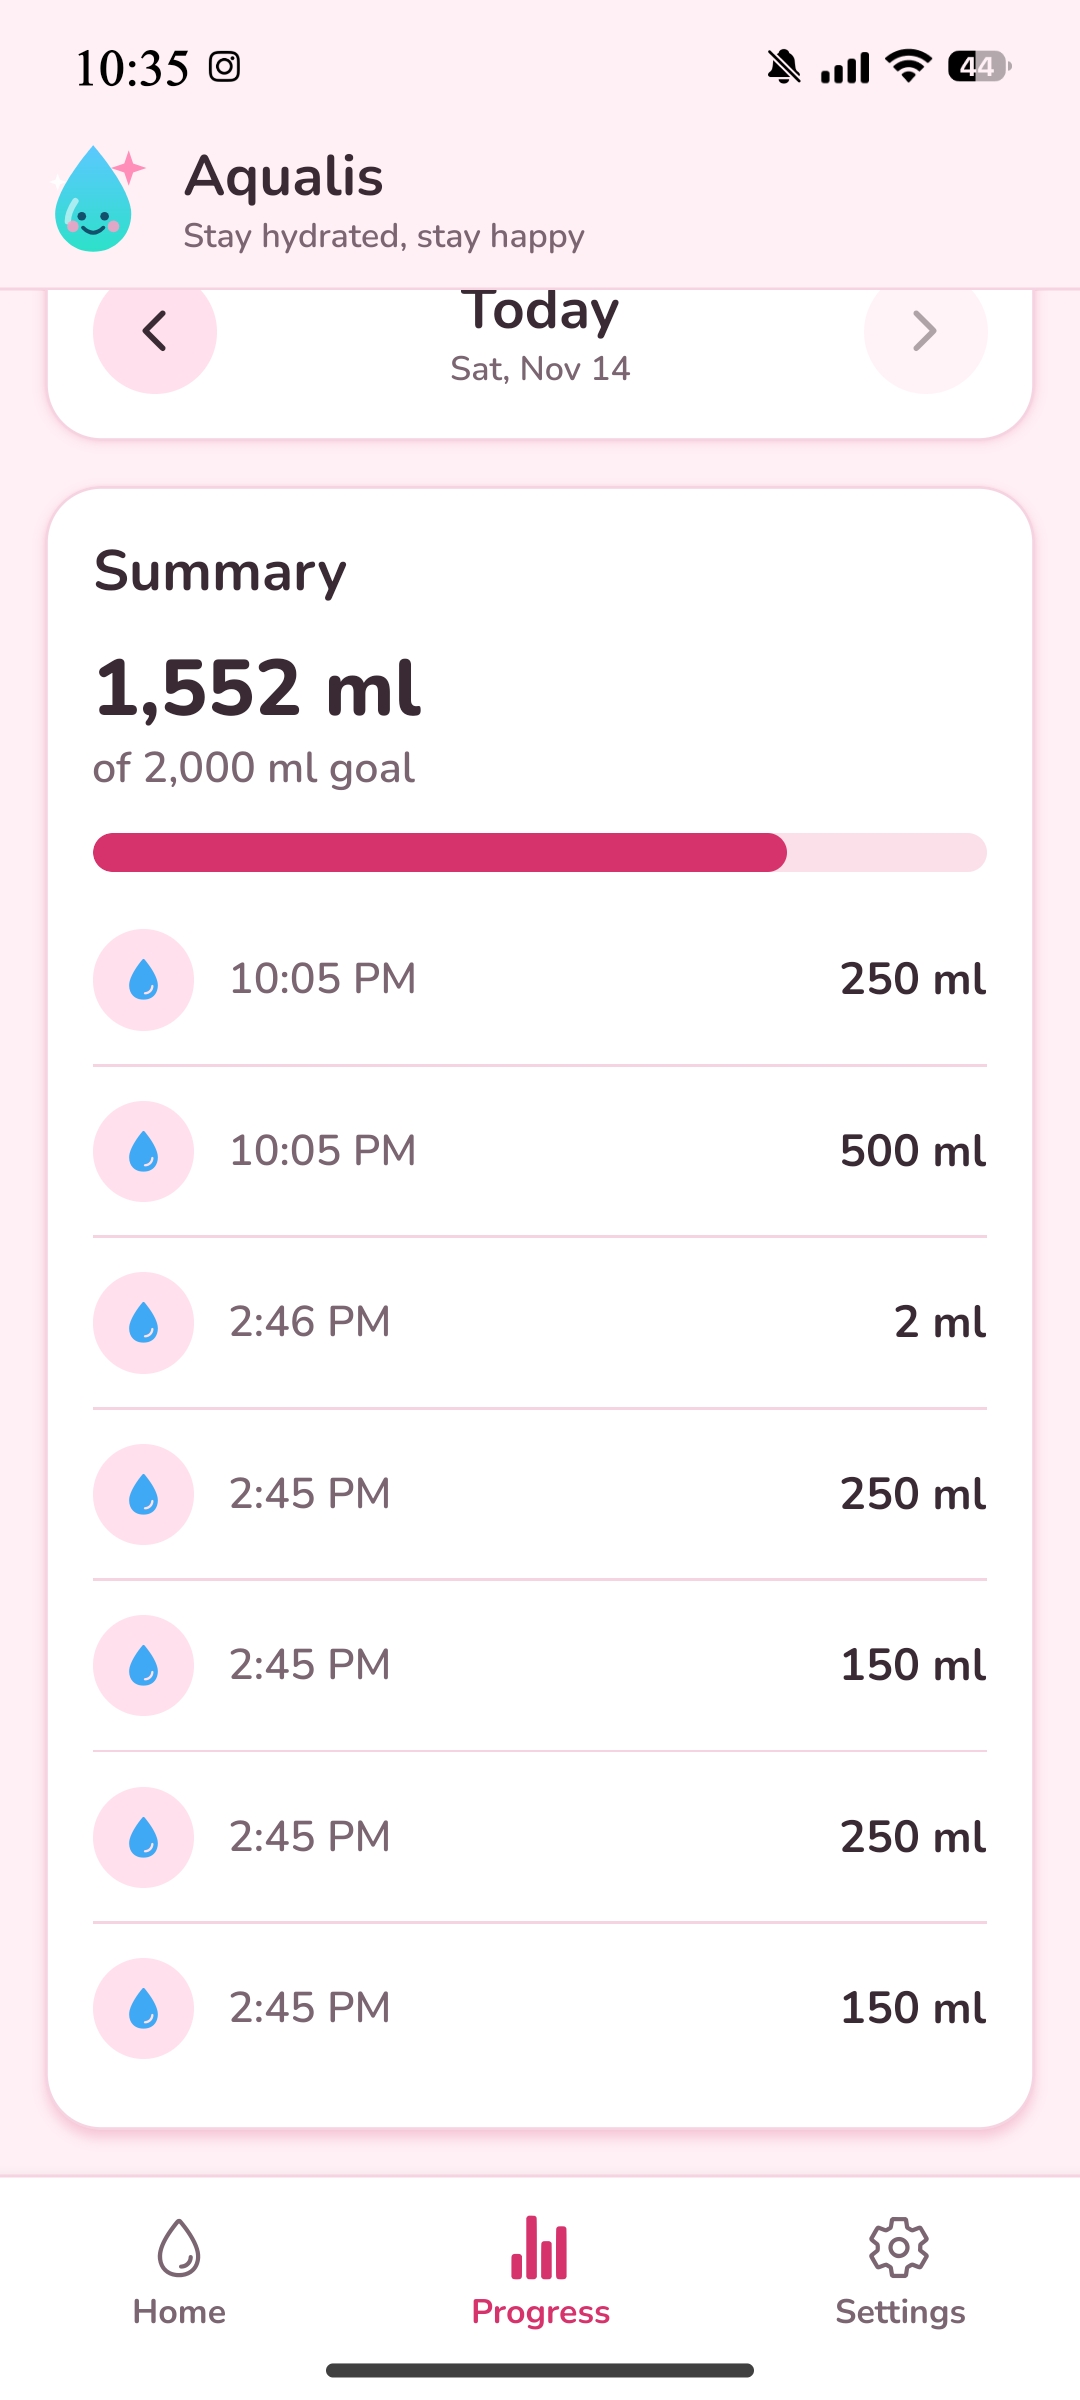 10:35
44
Aqualis
Stay hydrated, stay happy
Today
Sat, Nov 14
Summary
1,552 ml
of 2,000 ml goal
10:05 PM 250 ml
10:05 PM 500 ml
2:46 PM 2 ml
2:45 PM 250 ml
2:45 PM 150 ml
2:45 PM 250 ml
2:45 PM 150 ml
Home Progress Settings